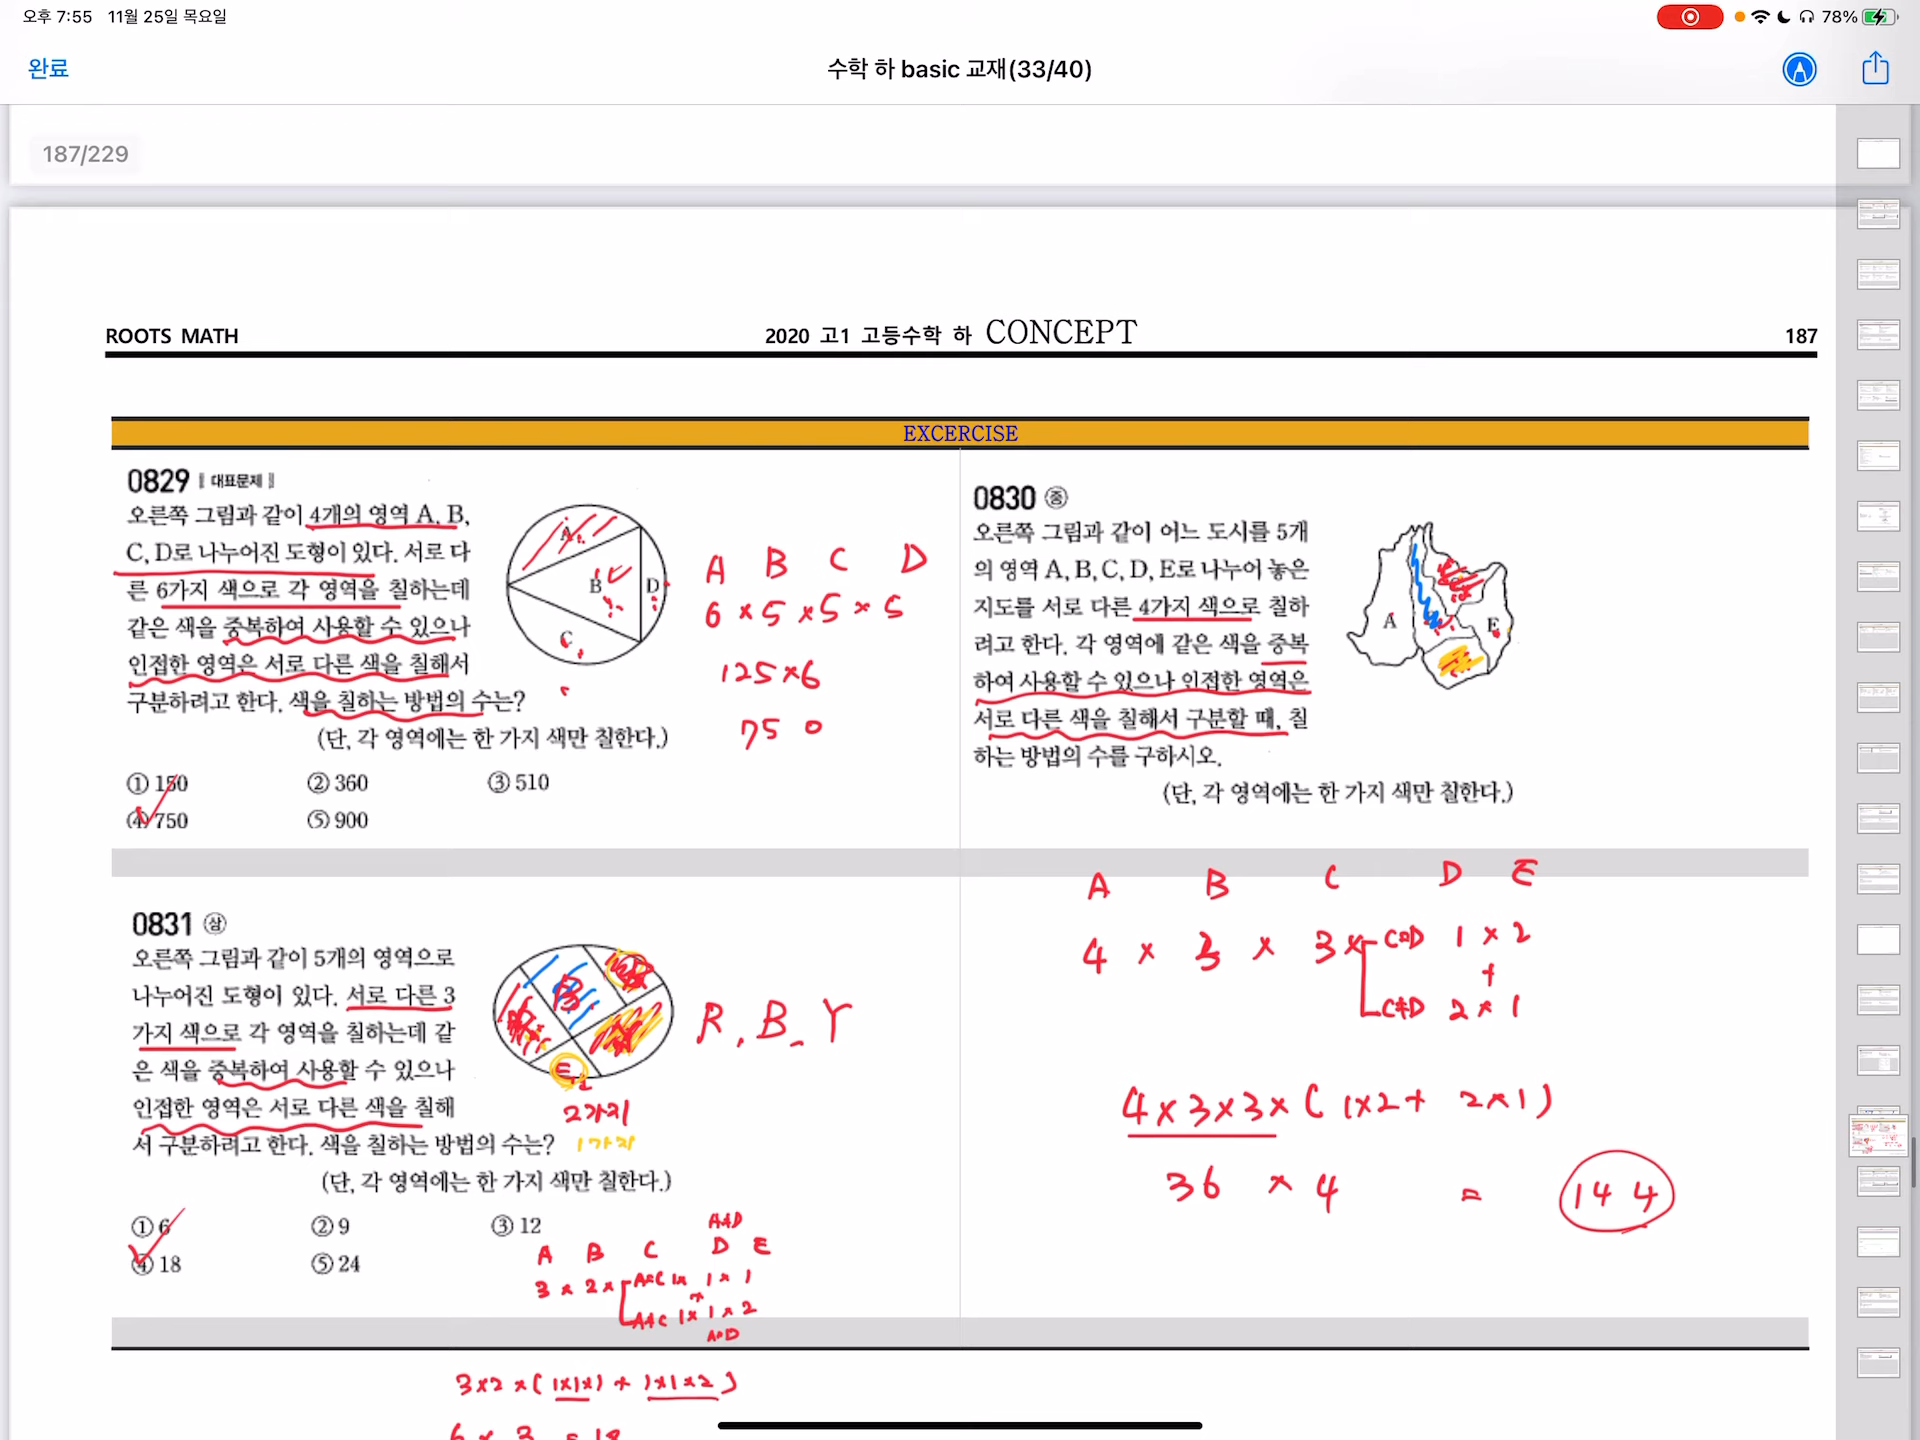 오후 7:55 11월 25일 목요일
78%
완료
수학 하 basic 교재(33/40)
187/229
ROOTS MATH
2020 고1 고등수학 하 CONCEPT
187
EXCERCISE
0829 대표문제
오른쪽 그림과 같이 4개의 영역 A, B,
C, D로 나누어진 도형이 있다. 서로 다
른 6가지 색으로 각 영역을 칠하는데
같은 색을 중복하여 사용할 수 있으나
인접한 영역은 서로 다른 색을 칠해서
구분하려고 한다. 색을 칠하는 방법의 수는?
(단, 각 영역에는 한 가지 색만 칠한다.)
① 180
② 360
③ 510
④ 750
⑤ 900
A
B
C
D
A B C D
6 × 5 × 5 × 5
125×6
750
0830 중
오른쪽 그림과 같이 어느 도시를 5개
의 영역 A, B, C, D, E로 나누어 놓은
지도를 서로 다른 4가지 색으로 칠하
려고 한다. 각 영역에 같은 색을 중복
하여 사용할 수 있으나 인접한 영역은
서로 다른 색을 칠해서 구분할 때, 칠
하는 방법의 수를 구하시오.
(단, 각 영역에는 한 가지 색만 칠한다.)
A
E
A B C D E
4 × 3 × 3 × C=D 1 × 2
+
C≠D 2 × 1
4×3×3×(1×2+ 2×1)
36 × 4 = 144
0831 상
오른쪽 그림과 같이 5개의 영역으로
나누어진 도형이 있다. 서로 다른 3
가지 색으로 각 영역을 칠하는데 같
은 색을 중복하여 사용할 수 있으나
인접한 영역은 서로 다른 색을 칠해
서 구분하려고 한다. 색을 칠하는 방법의 수는?
(단, 각 영역에는 한 가지 색만 칠한다.)
① 6
② 9
③ 12
④ 18
⑤ 24
B
E
R, B, Y
2가지
1가지
A≠D
A B C D E
3 × 2 × A=C 1× 1 × 1
+
A≠C 1× 1 × 2
A=D
3×2×(1×1×1 + 1×1×2)
6 × 3 = 18